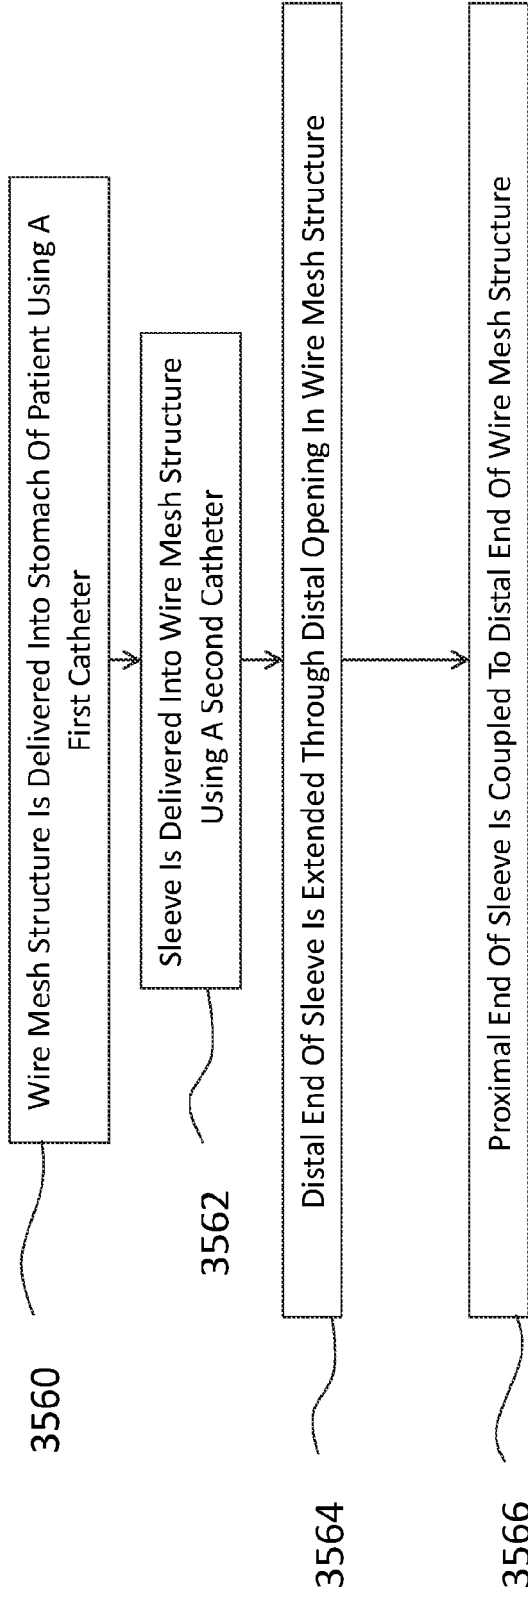 3560
Wire Mesh Structure Is Delivered Into Stomach Of Patient Using A
First Catheter
3562
Sleeve Is Delivered Into Wire Mesh Structure
Using A Second Catheter
3564
Distal End Of Sleeve Is Extended Through Distal Opening In Wire Mesh Structure
3566
Proximal End Of Sleeve Is Coupled To Distal End Of Wire Mesh Structure